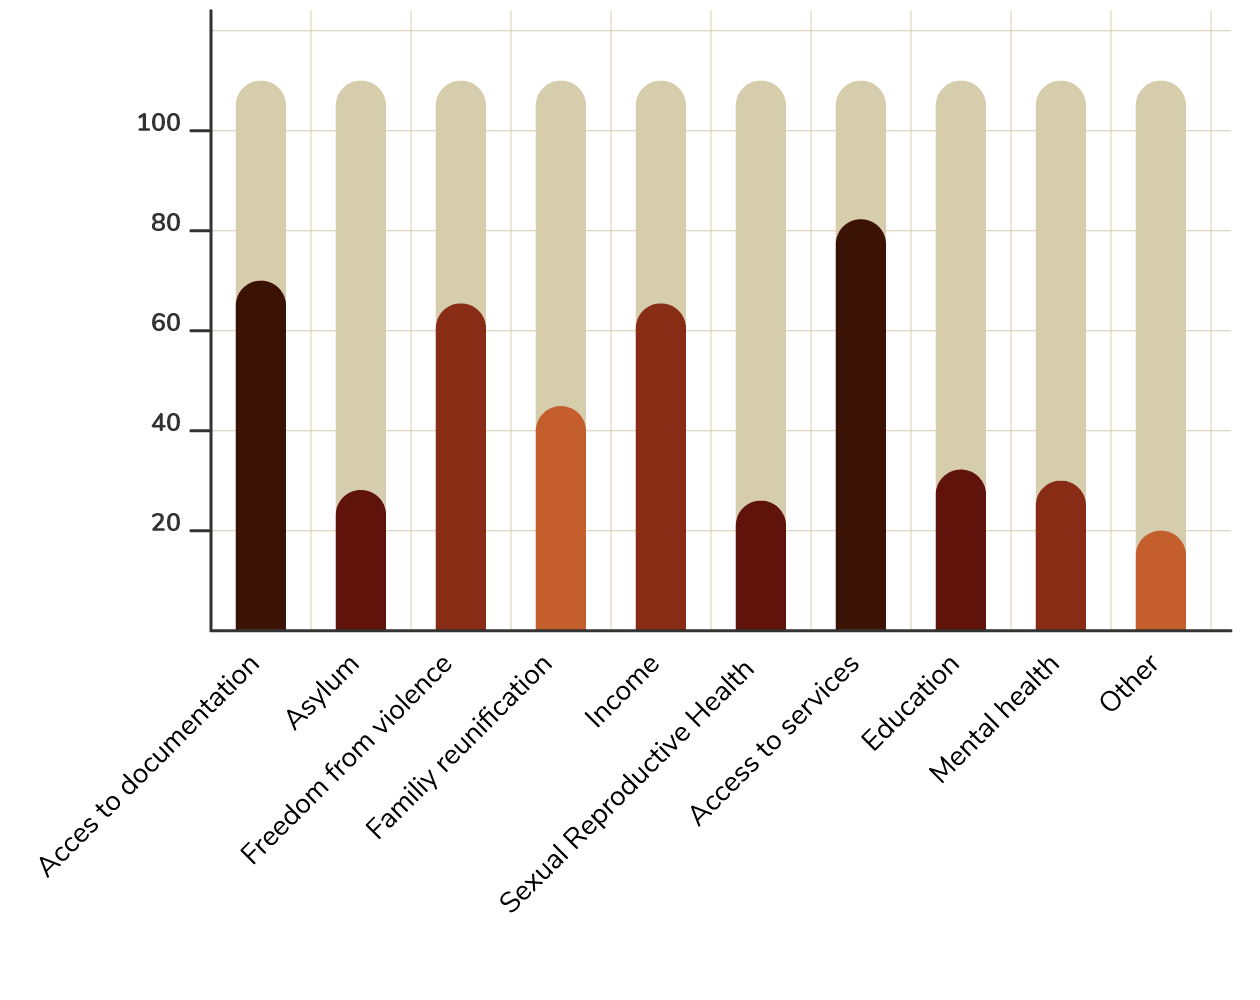 100
80
60
40
20
Acces to documentation
Asylum
Freedom from violence
Familiy reunification
Income
Sexual Reproductive Health
Access to services
Education
Mental health
Other